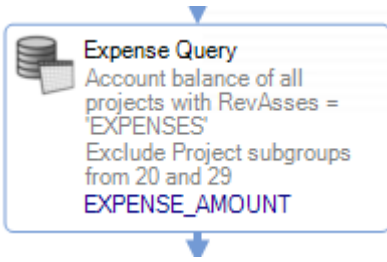 Expense Query
Account balance of all
projects with RevAsses =
'EXPENSES'
Exclude Project subgroups
from 20 and 29
EXPENSE_AMOUNT